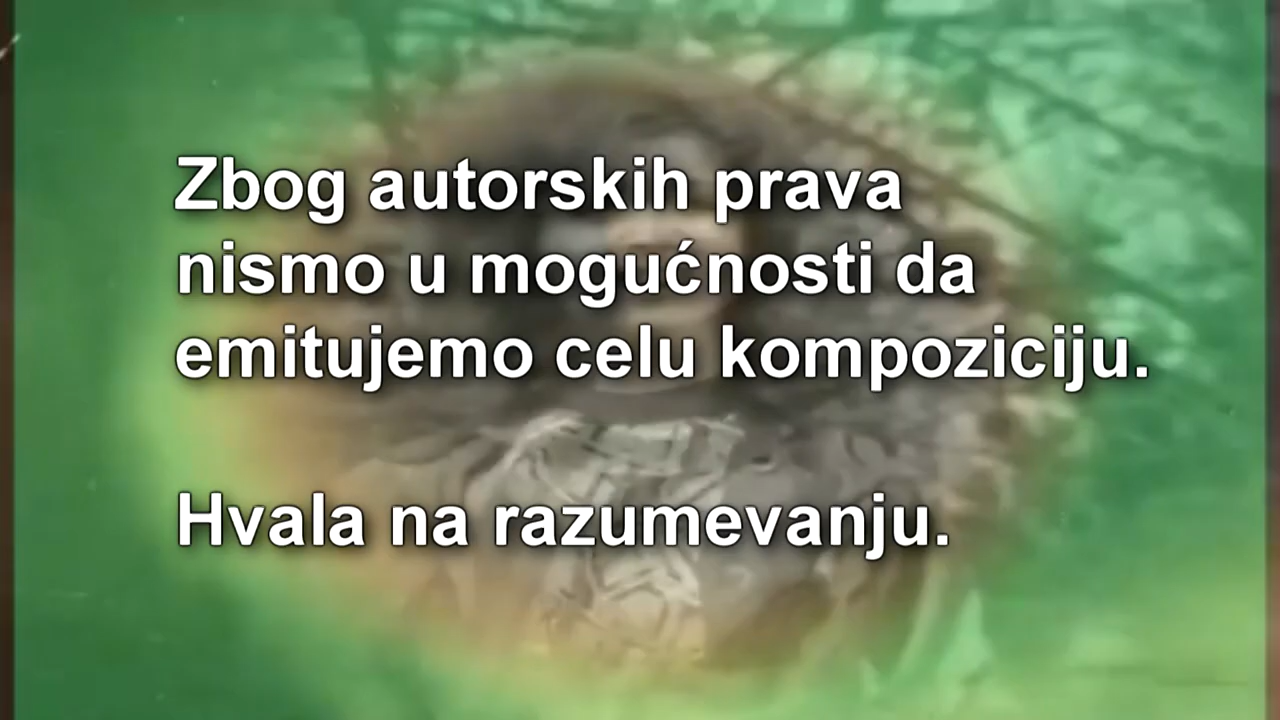 Zbog autorskih prava
nismo u mogućnosti da
emitujemo celu kompoziciju.
Hvala na razumevanju.